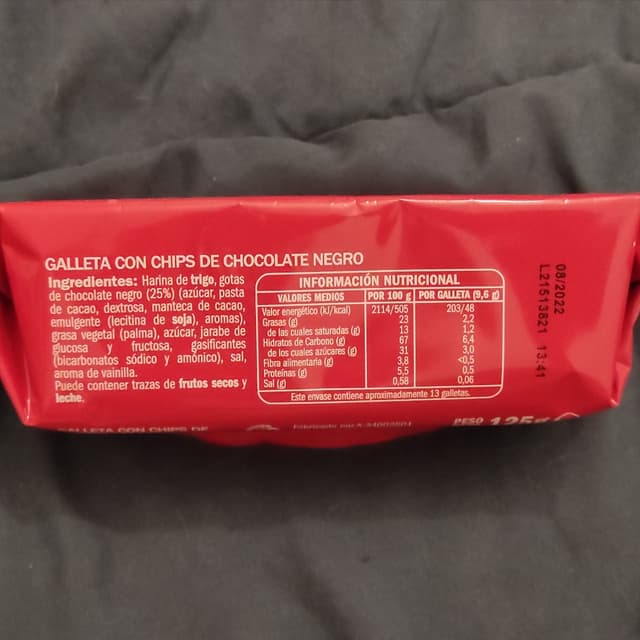 GALLETA CON CHIPS DE CHOCOLATE NEGRO
Ingredientes: Harina de trigo, gotas
de chocolate negro (25%) (azúcar, pasta
de cacao, dextrosa, manteca de cacao,
emulgente (lecitina de soja), aromas),
grasa vegetal (palma), azúcar, jarabe de
glucosa y fructosa, gasificantes
(bicarbonatos sódico y amónico), sal,
aroma de vainilla.
Puede contener trazas de frutos secos y
leche.
INFORMACIÓN NUTRICIONAL
VALORES MEDIOS POR 100 g POR GALLETA (9,6 g)
Valor energético (kJ/kcal) 2114/505 203/48
Grasas (g) 23 2,2
de las cuales saturadas (g) 13 1,2
Hidratos de Carbono (g) 67 6,4
de los cuales azúcares (g) 31 3,0
Fibra alimentaria (g) 3,8 <0,5
Proteínas (g) 5,5 0,5
Sal (g) 0,58 0,06
Este envase contiene aproximadamente 13 galletas.
08/2022
L21513821 13:41
GALLETA CON CHIPS DE
Fabricado por
PESO 125g